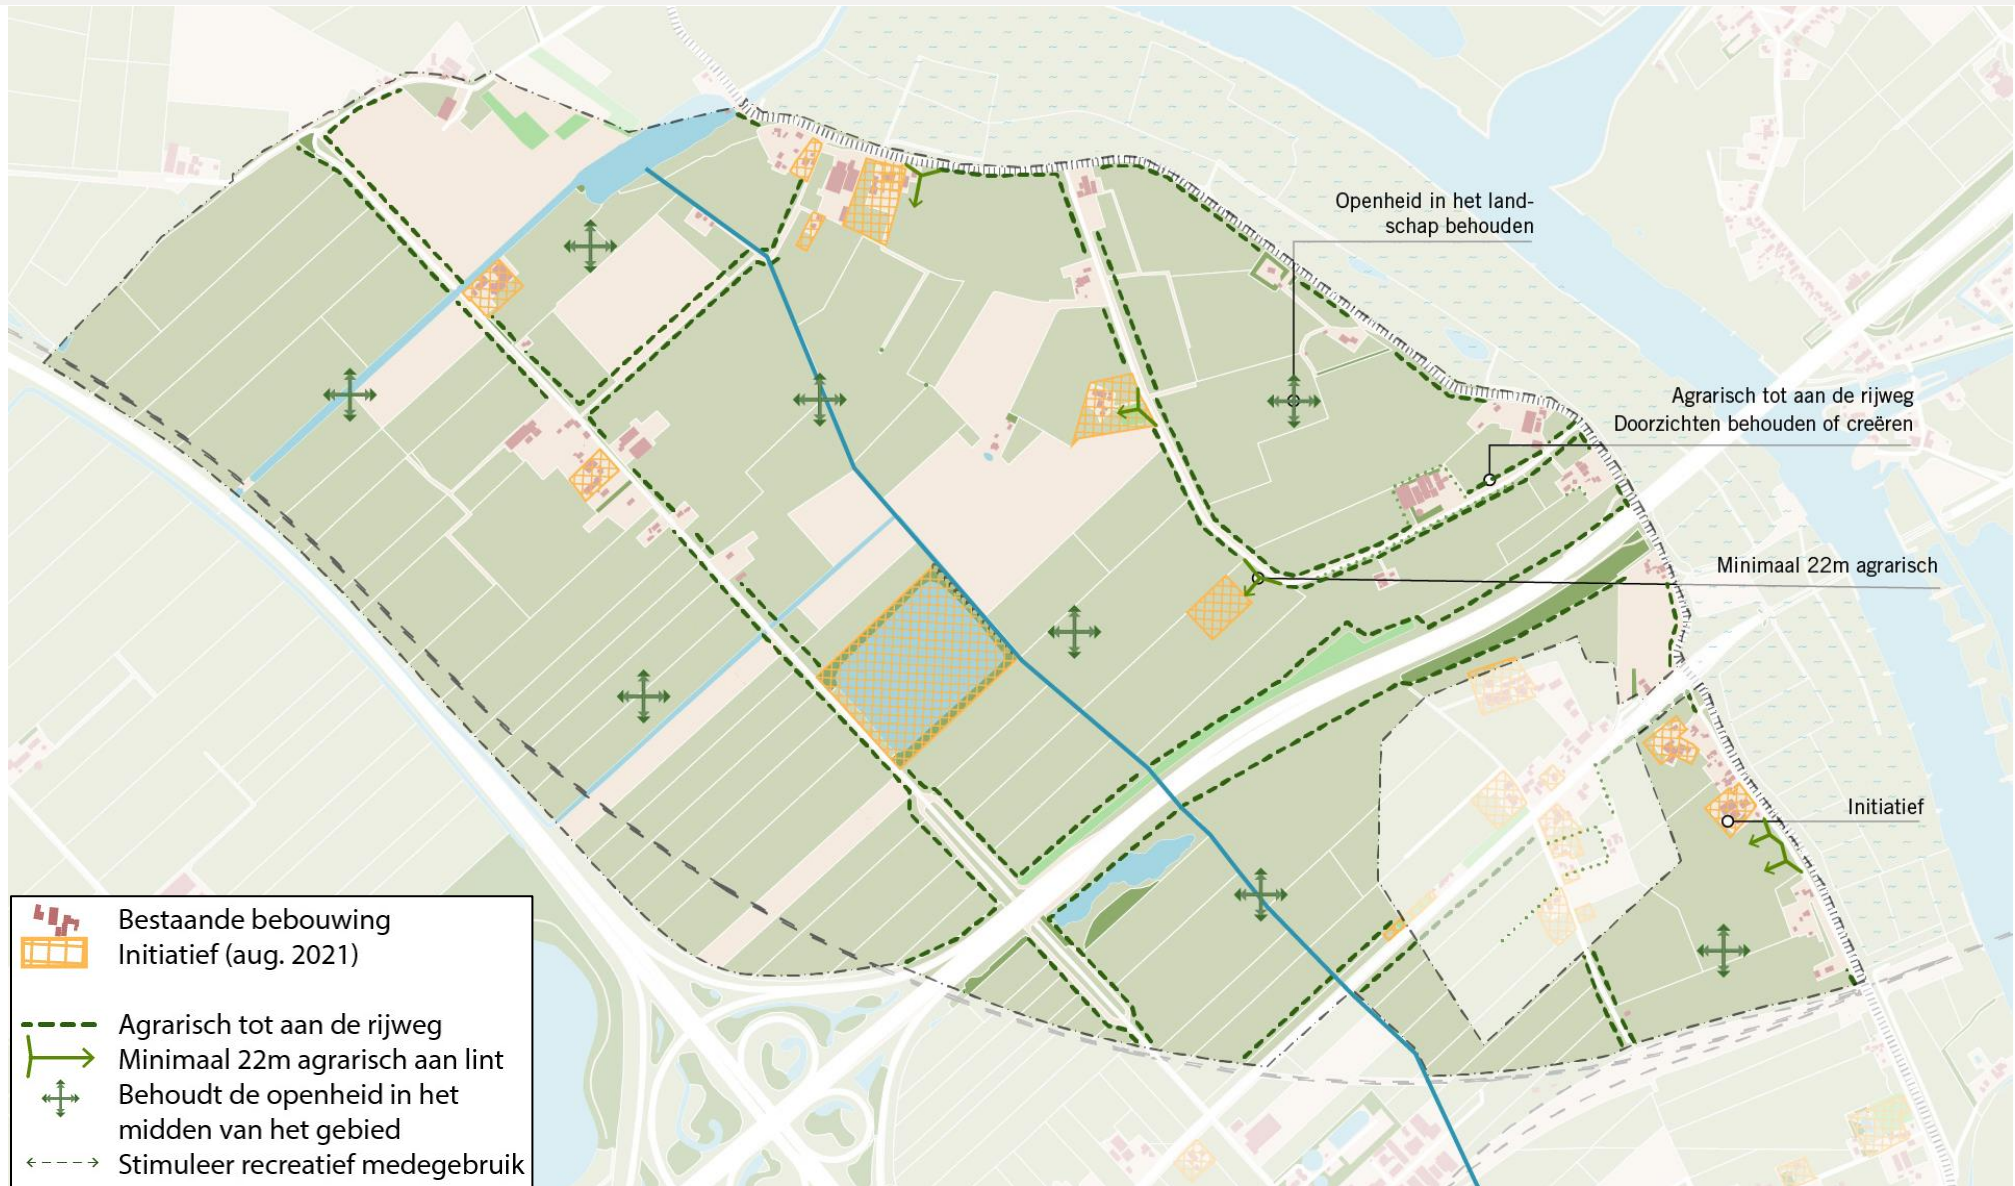 Openheid in het land-
schap behouden
Agrarisch tot aan de rijweg
Doorzichten behouden of creëren
Minimaal 22m agrarisch
Initiatief
Bestaande bebouwing
Initiatief (aug. 2021)
Agrarisch tot aan de rijweg
Minimaal 22m agrarisch aan lint
Behoudt de openheid in het
midden van het gebied
Stimuleer recreatief medegebruik